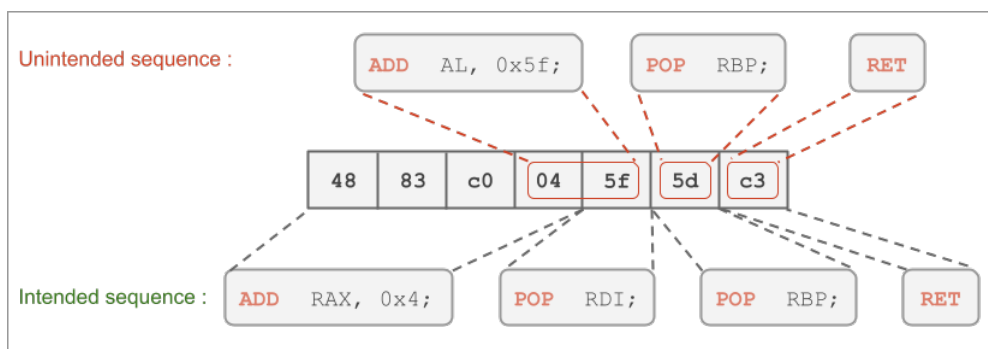 Unintended sequence : ADD AL, 0x5f; POP RBP; RET
48 83 c0 04 5f 5d c3
Intended sequence : ADD RAX, 0x4; POP RDI; POP RBP; RET